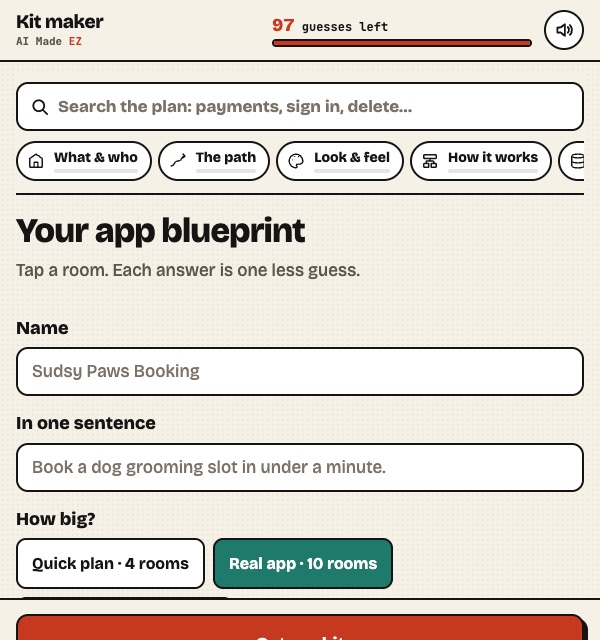 Kit maker
AI Made EZ
97 guesses left
Search the plan: payments, sign in, delete...
What & who
The path
Look & feel
How it works
Your app blueprint
Tap a room. Each answer is one less guess.
Name
Sudsy Paws Booking
In one sentence
Book a dog grooming slot in under a minute.
How big?
Quick plan · 4 rooms
Real app · 10 rooms